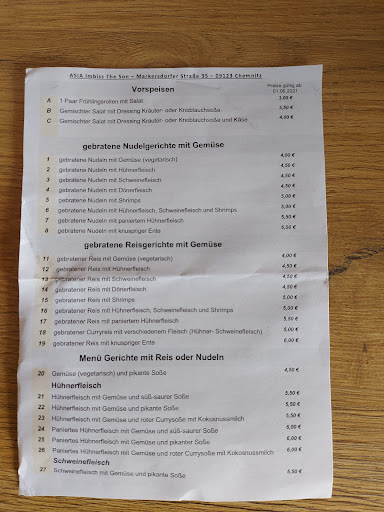 ASIA Imbiss The Son – Markersdorfer Straße 95 – 09123 Chemnitz
Vorspeisen Preise gültig ab 01.06.2021
A 1 Paar Frühlingsrollen mit Salat 3,00 €
B Gemischter Salat mit Dressing Kräuter- oder Knoblauchsoße 3,50 €
C Gemischter Salat mit Dressing Kräuter- oder Knoblauchsoße und Käse 4,00 €
gebratene Nudelgerichte mit Gemüse
1 gebratene Nudeln mit Gemüse (vegetarisch) 4,00 €
2 gebratene Nudeln mit Hühnerfleisch 4,50 €
3 gebratene Nudeln mit Schweinefleisch 4,50 €
4 gebratene Nudeln mit Dönerfleisch 4,50 €
5 gebratene Nudeln mit Shrimps 5,00 €
6 gebratene Nudeln mit Hühnerfleisch, Schweinefleisch und Shrimps 5,00 €
7 gebratene Nudeln mit paniertem Hühnerfleisch 5,50 €
8 gebratene Nudeln mit knuspriger Ente 6,00 €
gebratene Reisgerichte mit Gemüse
11 gebratener Reis mit Gemüse (vegetarisch) 4,00 €
12 gebratener Reis mit Hühnerfleisch 4,50 €
13 gebratener Reis mit Schweinefleisch 4,50 €
14 gebratener Reis mit Dönerfleisch 4,50 €
15 gebratener Reis mit Shrimps 5,00 €
16 gebratener Reis mit Hühnerfleisch, Schweinefleisch und Shrimps 5,00 €
17 gebratener Reis mit paniertem Hühnerfleisch 5,00 €
18 gebratener Curryreis mit verschiedenem Fleisch (Hühner- Schweinefleisch) 5,00 €
19 gebratener Reis mit knuspriger Ente 6,00 €
Menü Gerichte mit Reis oder Nudeln
20 Gemüse (vegetarisch) und pikante Soße 4,50 €
Hühnerfleisch
21 Hühnerfleisch mit Gemüse und süß-saurer Soße 5,50 €
22 Hühnerfleisch mit Gemüse und pikante Soße 5,50 €
23 Hühnerfleisch mit Gemüse und roter Currysoße mit Kokosnussmilch 5,50 €
24 Paniertes Hühnerfleisch mit Gemüse und süß-saurer Soße 6,00 €
25 Paniertes Hühnerfleisch mit Gemüse und pikanter Soße 6,00 €
26 Paniertes Hühnerfleisch mit Gemüse und roter Currysoße mit Kokosnussmilch 6,00 €
Schweinefleisch
27 Schweinefleisch mit Gemüse und pikante Soße 5,50 €